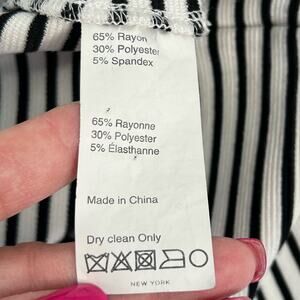 65% Rayon
30% Polyester
5% Spandex
65% Rayonne
30% Polyester
5% Élasthanne
Made in China
Dry clean Only
NEW YORK